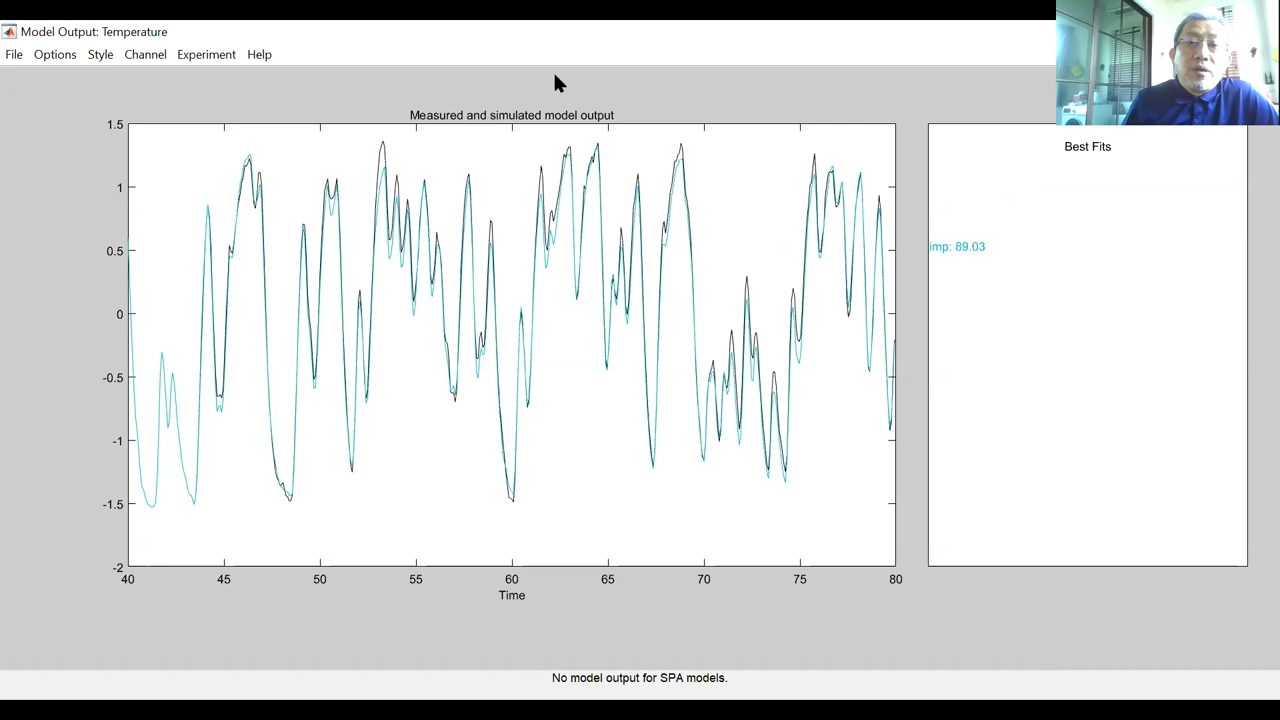 Model Output: Temperature
File Options Style Channel Experiment Help
Measured and simulated model output
Best Fits
imp: 89.03
1.5
1
0.5
0
-0.5
-1
-1.5
-2
40 45 50 55 60 65 70 75 80
Time
No model output for SPA models.